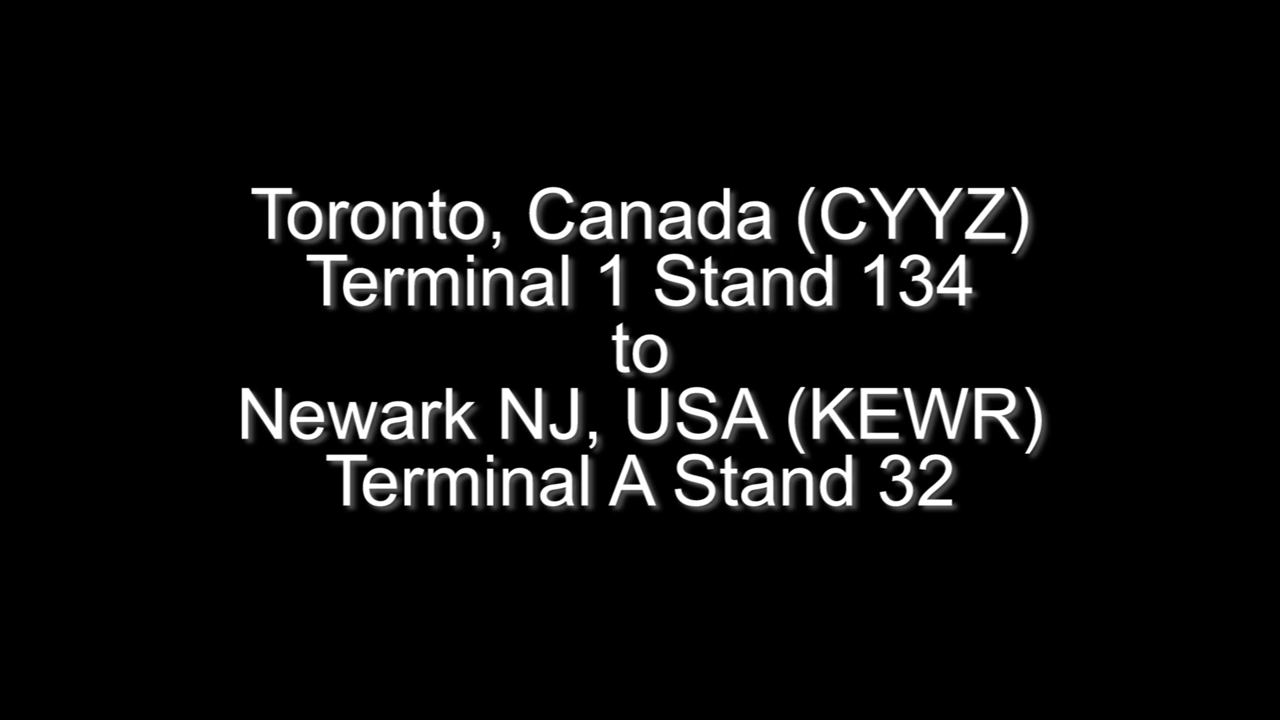 Toronto, Canada (CYYZ)
Terminal 1 Stand 134
to
Newark NJ, USA (KEWR)
Terminal A Stand 32